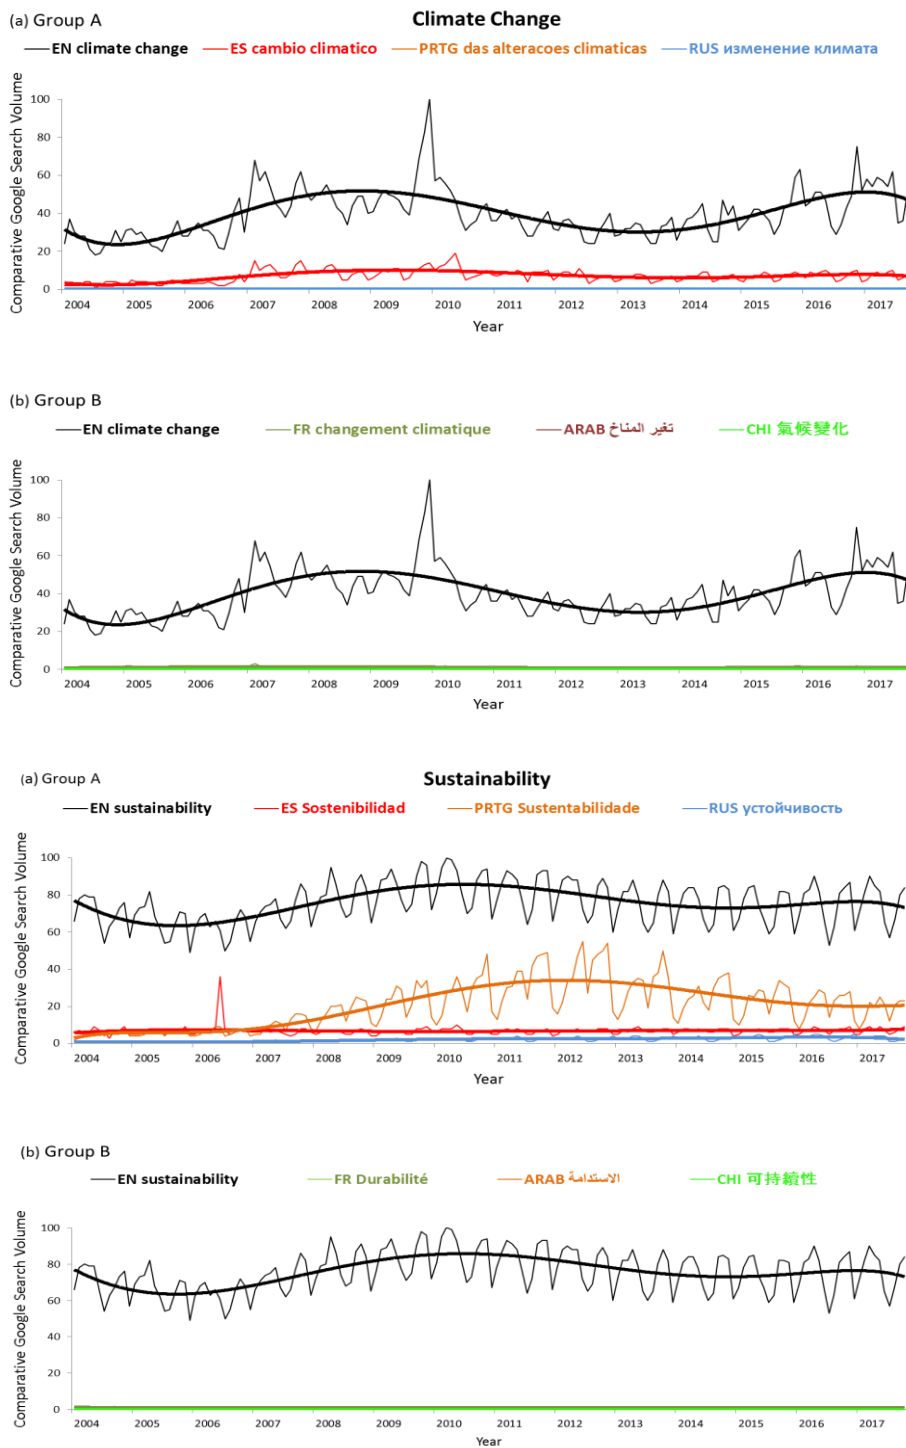 (a) Group A
Climate Change
EN climate change ES cambio climatico PRTG das alteracoes climaticas RUS изменение климата
Comparative Google Search Volume
100
80
60
40
20
0
2004 2005 2006 2007 2008 2009 2010 2011 2012 2013 2014 2015 2016 2017
Year
(b) Group B
EN climate change FR changement climatique ARAB تغير المناخ CHI 氣候變化
Comparative Google Search Volume
100
80
60
40
20
0
2004 2005 2006 2007 2008 2009 2010 2011 2012 2013 2014 2015 2016 2017
Year
(a) Group A
Sustainability
EN sustainability ES Sostenibilidad PRTG Sustentabilidade RUS устойчивость
Comparative Google Search Volume
100
80
60
40
20
0
2004 2005 2006 2007 2008 2009 2010 2011 2012 2013 2014 2015 2016 2017
Year
(b) Group B
EN sustainability FR Durabilité ARAB الاستدامة CHI 可持續性
Comparative Google Search Volume
100
80
60
40
20
0
2004 2005 2006 2007 2008 2009 2010 2011 2012 2013 2014 2015 2016 2017
Year